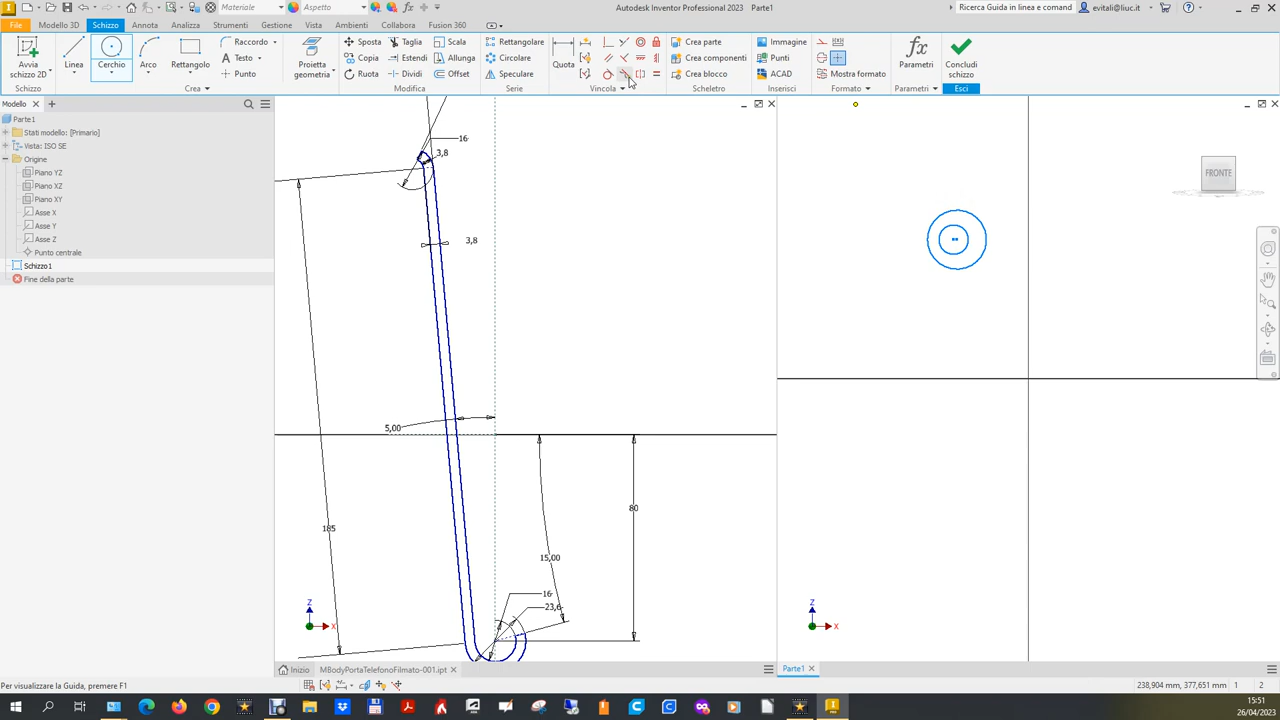 PRO
Materiale
Aspetto
Autodesk Inventor Professional 2023 Parte1
Ricerca Guida in linea e comand
evitali@liuc.it
File
Modello 3D
Schizzo
Annota
Analizza
Strumenti
Gestione
Vista
Ambienti
Collabora
Fusion 360
Avvia schizzo 2D
Linea
Cerchio
Arco
Rettangolo
Raccordo
Testo
Punto
Proietta geometria
Sposta
Copia
Ruota
Taglia
Estendi
Dividi
Scala
Allunga
Offset
Rettangolare
Circolare
Speculare
Quota
Crea parte
Crea componenti
Crea blocco
Immagine
Punti
ACAD
Mostra formato
Parametri
Concludi schizzo
Schizzo
Crea
Modifica
Serie
Vincola
Scheletro
Inserisci
Formato
Parametri
Esci
Modello
Parte1
Stati modello: [Primario]
Vista: ISO SE
Origine
Piano YZ
Piano XZ
Piano XY
Asse X
Asse Y
Asse Z
Punto centrale
Schizzo1
Fine della parte
16
3,8
3,8
5,00
185
80
15,00
16
23,6
FRONTE
Z
X
Z
X
Inizio
MBodyPortaTelefonoFilmato-001.ipt
Parte1
Per visualizzare la Guida, premere F1
238,904 mm, 377,651 mm
1
2
15:51
26/04/2023